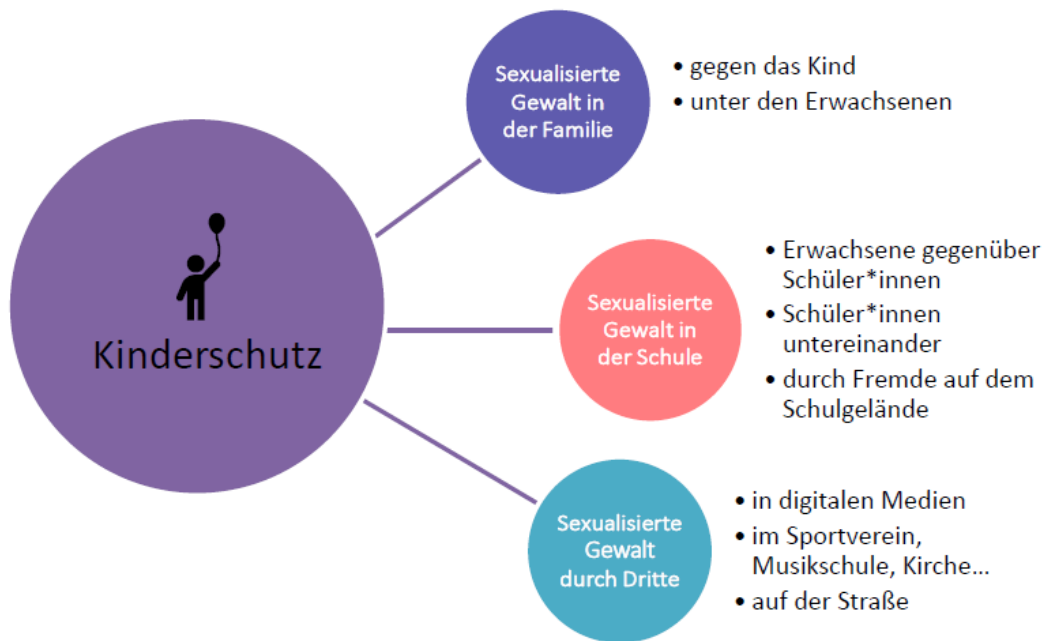 Kinderschutz
Sexualisierte
Gewalt in
der Familie
• gegen das Kind
• unter den Erwachsenen
Sexualisierte
Gewalt in
der Schule
• Erwachsene gegenüber
Schüler*innen
• Schüler*innen
untereinander
• durch Fremde auf dem
Schulgelände
Sexualisierte
Gewalt
durch Dritte
• in digitalen Medien
• im Sportverein,
Musikschule, Kirche...
• auf der Straße